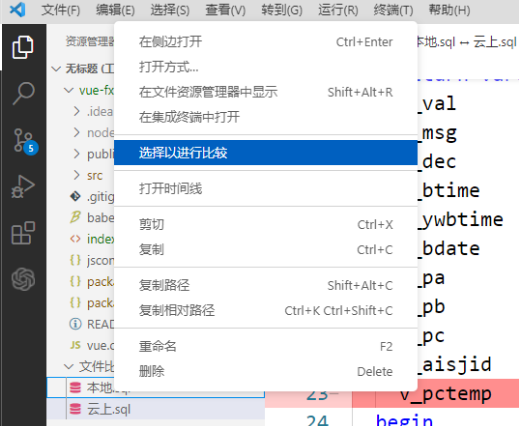 文件(F) 编辑(E) 选择(S) 查看(V) 转到(G) 运行(R) 终端(T) 帮助(H)
资源管理器
本地.sql ↔ 云上.sql
无标题 (工
vue-fx
.idea
node
publi
src
.gitig
babe
index
jscon
packa
packa
READ
vue.c
文件比
本地.sql
云上.sql
5
在侧边打开 Ctrl+Enter
打开方式...
在文件资源管理器中显示 Shift+Alt+R
在集成终端中打开
选择以进行比较
打开时间线
剪切 Ctrl+X
复制 Ctrl+C
复制路径 Shift+Alt+C
复制相对路径 Ctrl+K Ctrl+Shift+C
重命名 F2
删除 Delete
_val
_msg
_dec
_btime
_ywbtime
_bdate
_pa
_pb
_pc
_aisjid
23− v_pctemp
24 begin